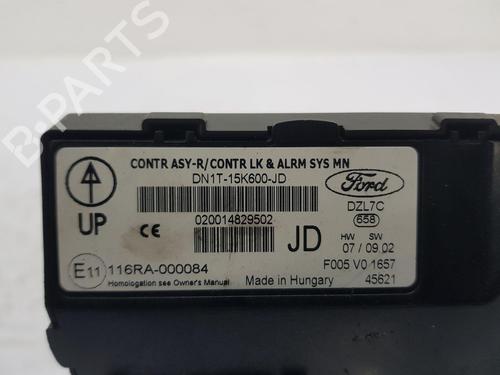 B-PARTS
CONTR ASY-R/CONTR LK & ALRM SYS MN
DN1T-15K600-JD
Ford
UP
DZL7C
658
020014829502
CE
JD
HW SW
07 / 09.02
E11 116RA-000084
F005 V0 1657
Homologation see Owner's Manual
Made in Hungary
45621